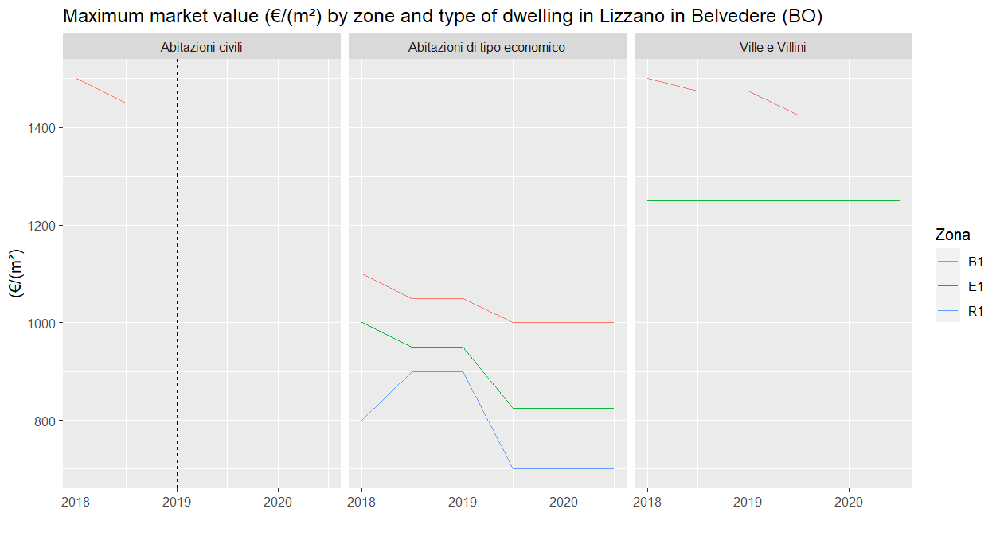 Maximum market value (€/(m²) by zone and type of dwelling in Lizzano in Belvedere (BO)
Abitazioni civili
Abitazioni di tipo economico
Ville e Villini
1400
1200
1000
800
(€/(m²)
2018
2019
2020
2018
2019
2020
2018
2019
2020
Zona
B1
E1
R1